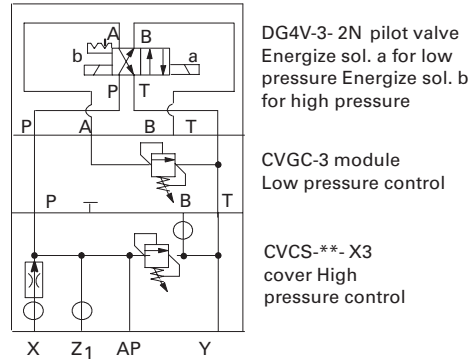 A B
b a
P T
P A B T
P B T
X Z1 AP Y
DG4V-3- 2N pilot valve
Energize sol. a for low
pressure Energize sol. b
for high pressure
CVGC-3 module
Low pressure control
CVCS-**- X3
cover High
pressure control